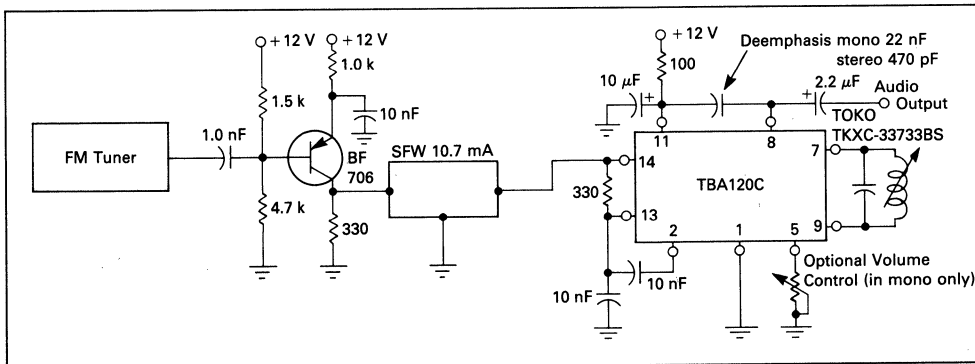 + 12 V
+ 12 V
+ 12 V
Deemphasis mono 22 nF
stereo 470 pF
1.0 k
100
10 µF
+
2.2 µF
+
Audio
Output
1.5 k
10 nF
TOKO
TKXC-33733BS
11
8
1.0 nF
FM Tuner
BF
706
SFW 10.7 mA
14
7
TBA120C
330
4.7 k
330
13
2
1
5
9
10 nF
Optional Volume
Control (in mono only)
10 nF